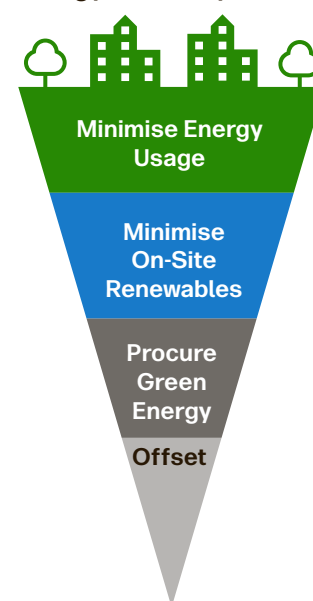 Minimise Energy
Usage
Minimise
On-Site
Renewables
Procure
Green
Energy
Offset